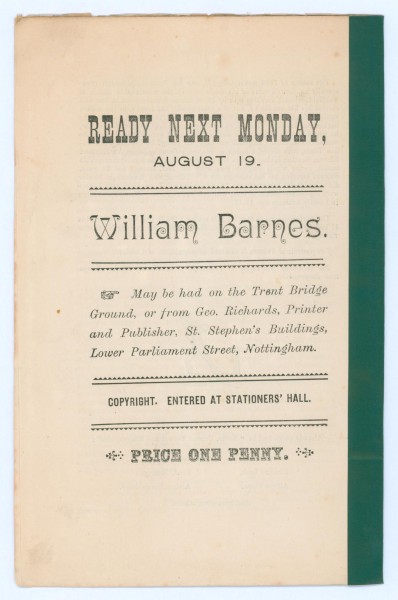 READY NEXT MONDAY,
AUGUST 19.
William Barnes.
☞ May be had on the Trent Bridge
Ground, or from Geo. Richards, Printer
and Publisher, St. Stephen's Buildings,
Lower Parliament Street, Nottingham.
COPYRIGHT. ENTERED AT STATIONERS' HALL.
PRICE ONE PENNY.